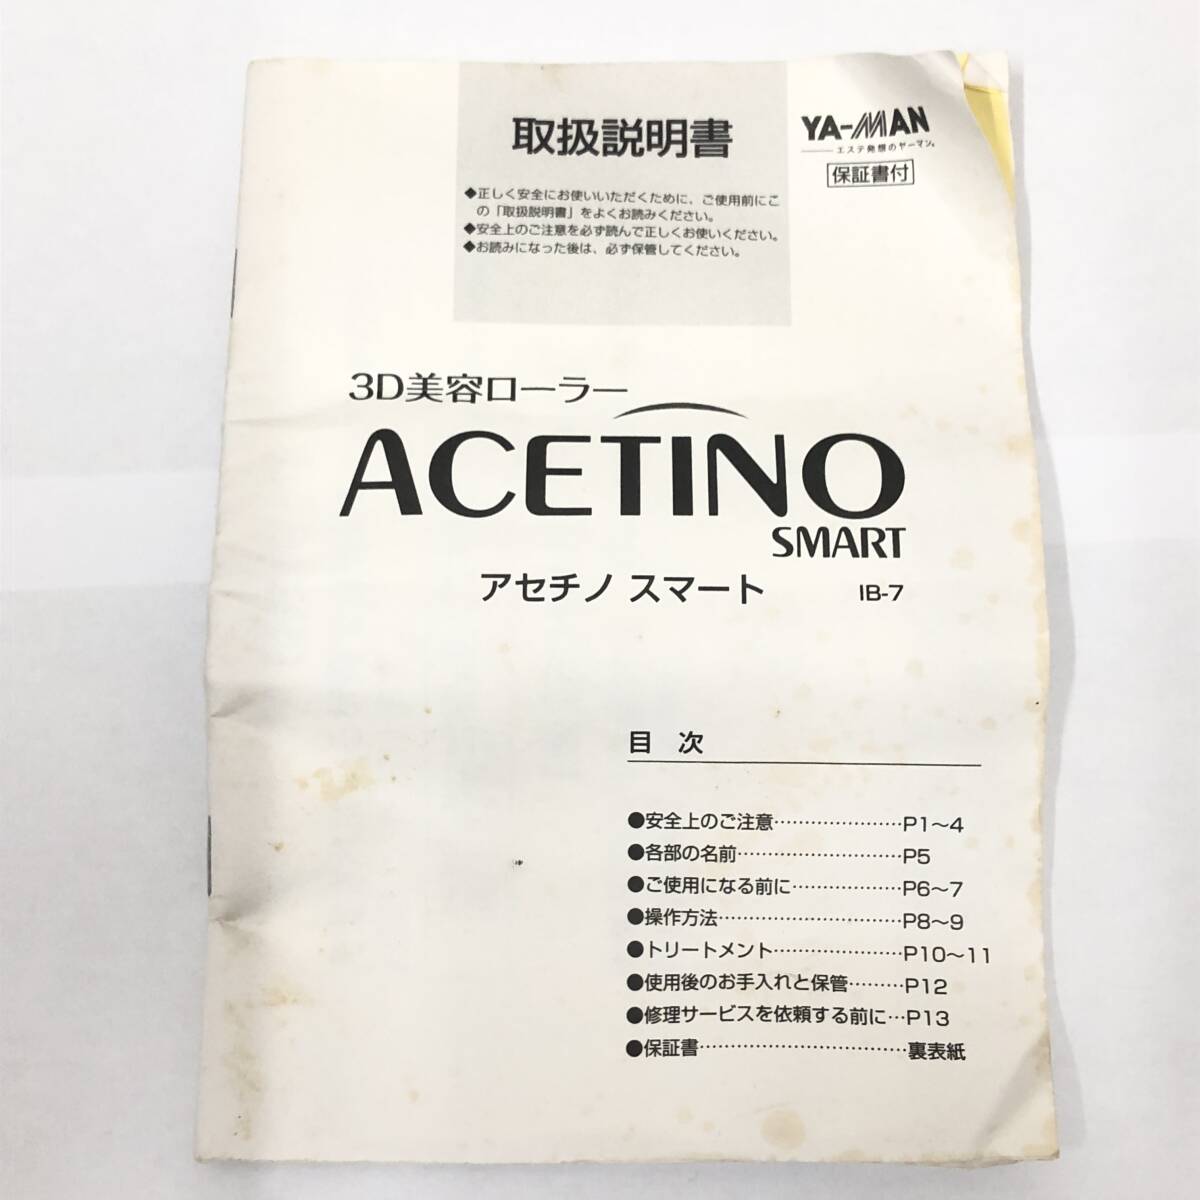 取扱説明書
YA-MAN
エステ発想のヤーマン。
保証書付
◆正しく安全にお使いいただくために、ご使用前にこ
の「取扱説明書」をよくお読みください。
◆安全上のご注意を必ず読んで正しくお使いください。
◆お読みになった後は、必ず保管してください。
3D美容ローラー
ACETINO
SMART
アセチノ スマート IB-7
目 次
●安全上のご注意…………………P1～4
●各部の名前………………………P5
●ご使用になる前に………………P6～7
●操作方法…………………………P8～9
●トリートメント…………………P10～11
●使用後のお手入れと保管………P12
●修理サービスを依頼する前に…P13
●保証書……………………………裏表紙